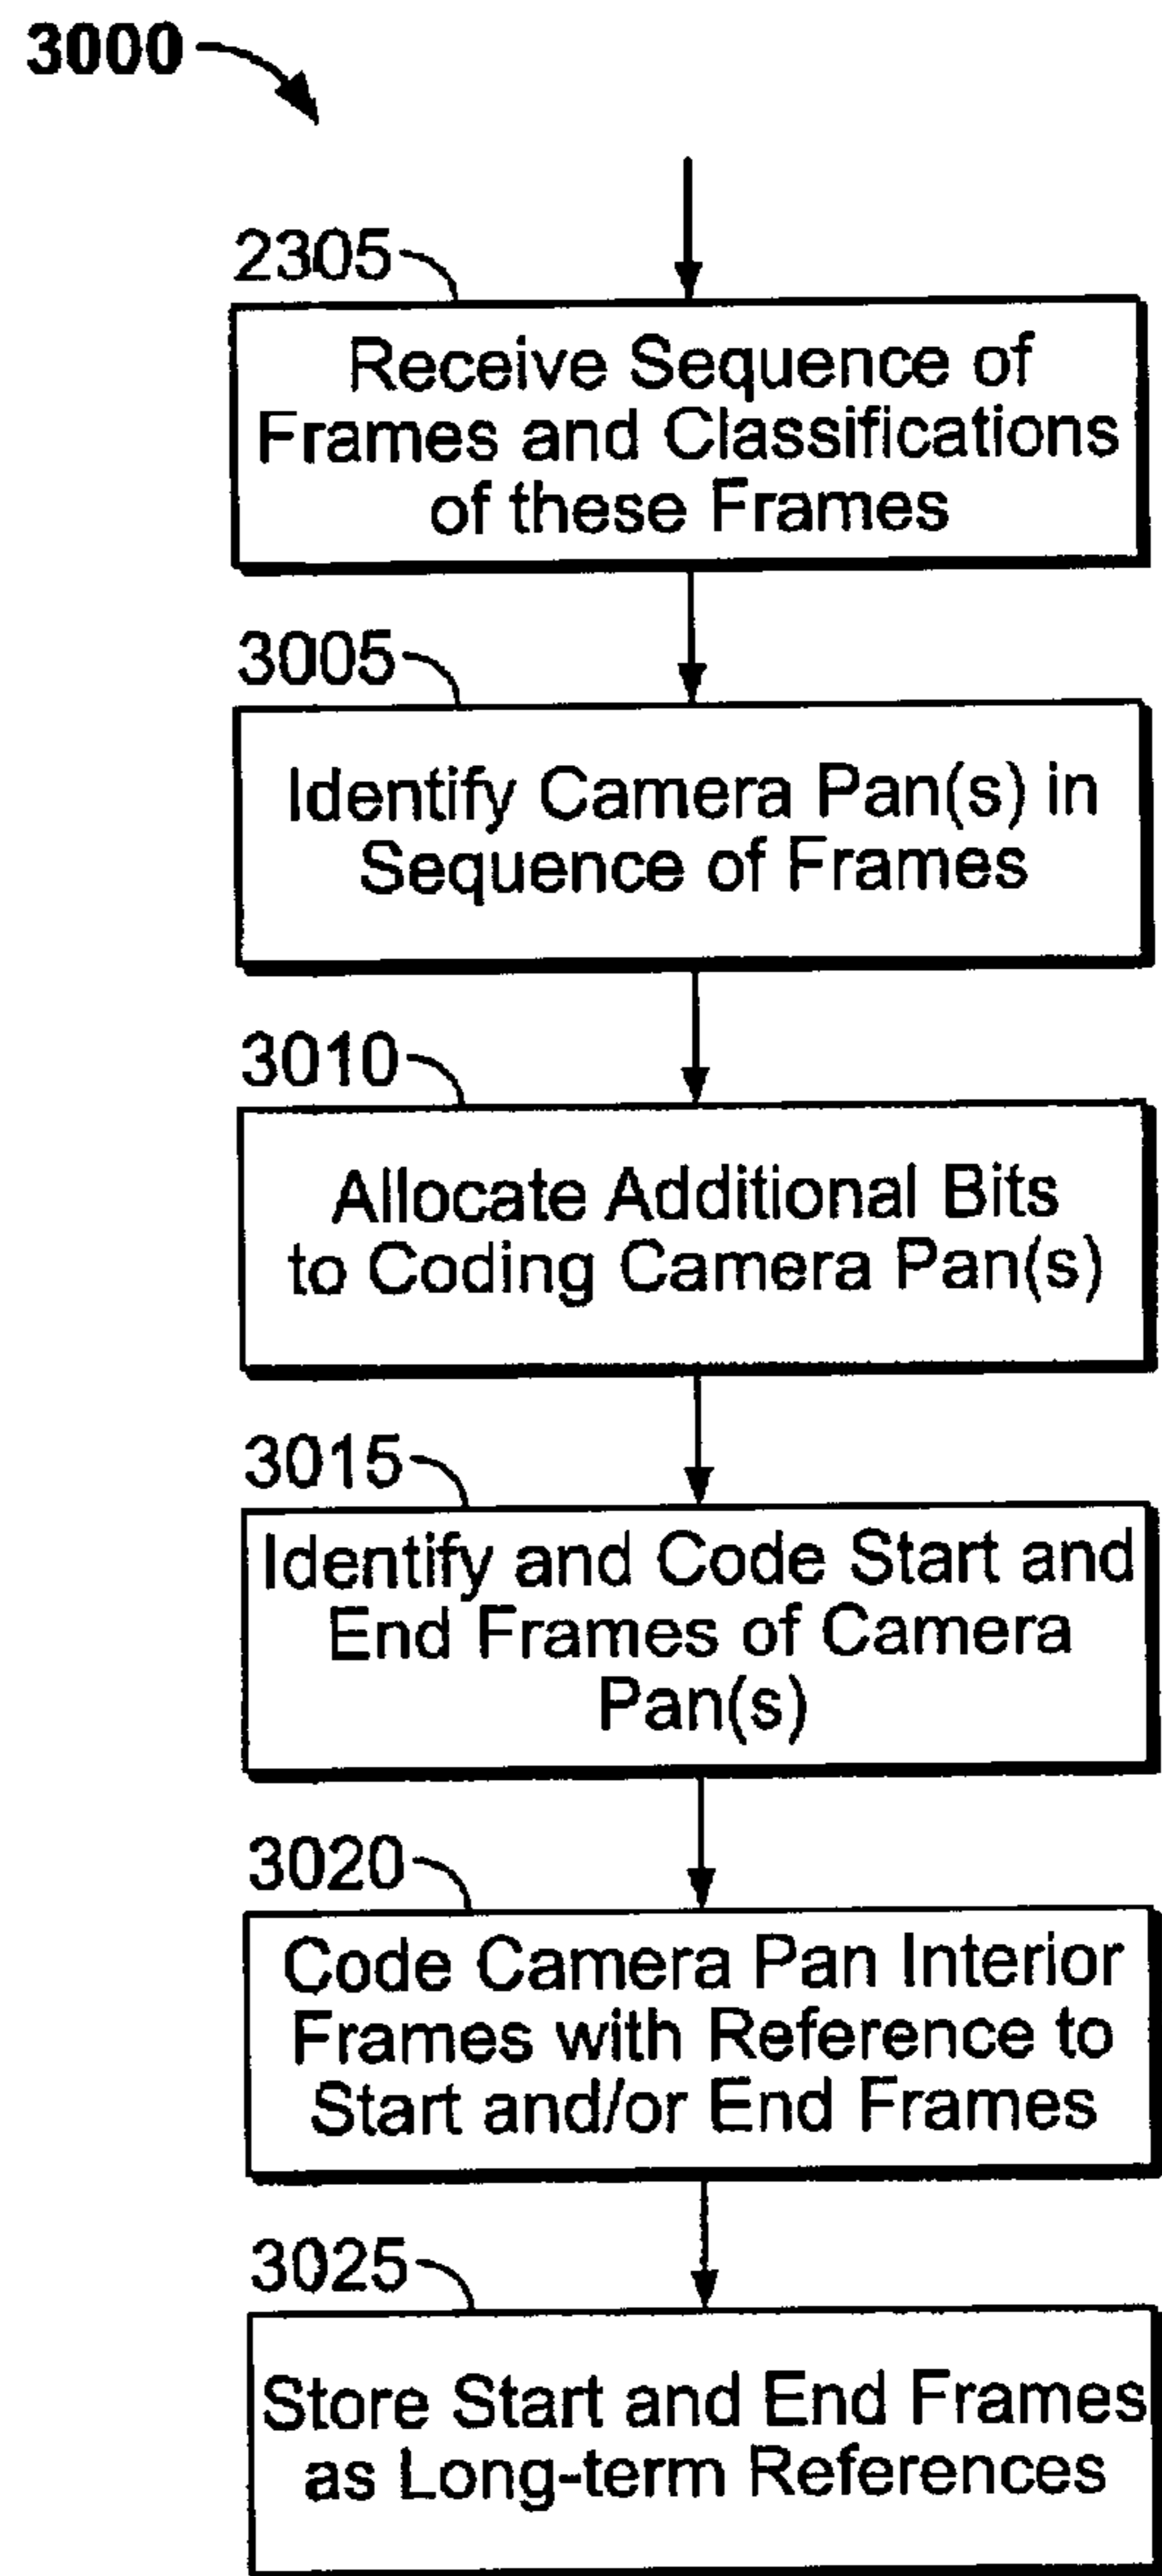 3000
2305
Receive Sequence of
Frames and Classifications
of these Frames
3005
Identify Camera Pan(s) in
Sequence of Frames
3010
Allocate Additional Bits
to Coding Camera Pan(s)
3015
Identify and Code Start and
End Frames of Camera
Pan(s)
3020
Code Camera Pan Interior
Frames with Reference to
Start and/or End Frames
3025
Store Start and End Frames
as Long-term References